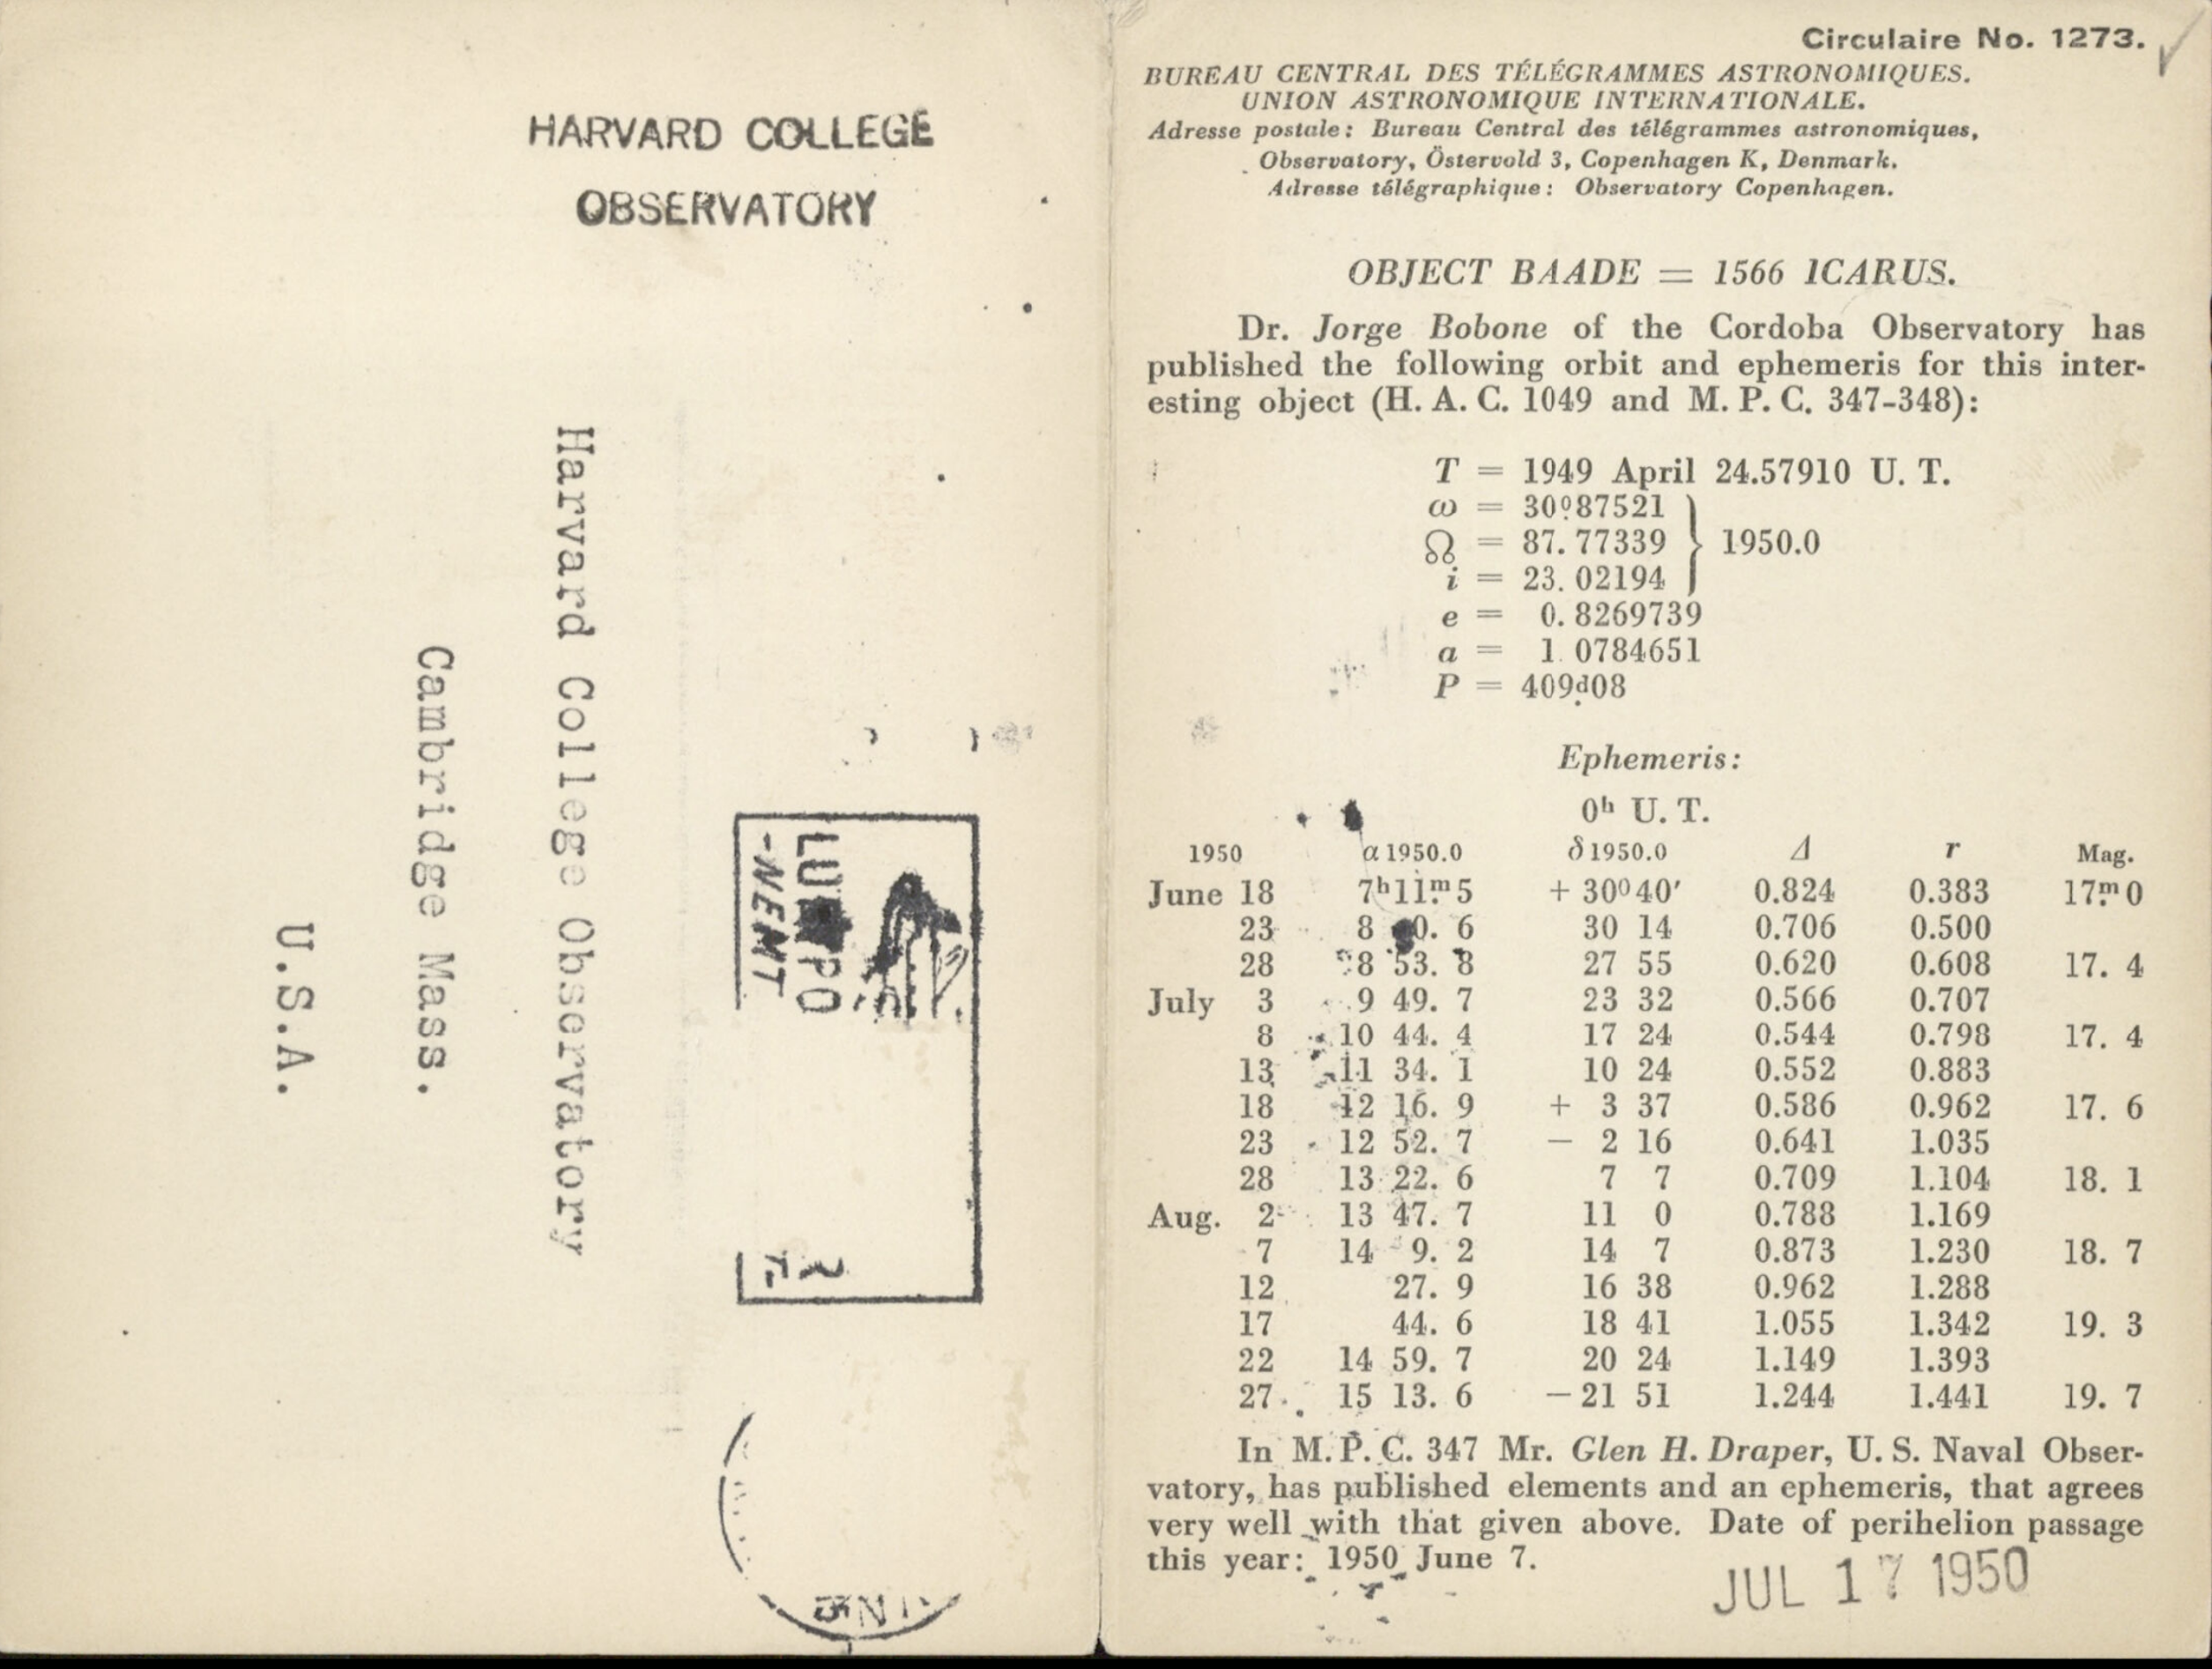 HARVARD COLLEGE
OBSERVATORY
Harvard College Observatory
Cambridge Mass.
U.S.A.
Circulaire No. 1273.
BUREAU CENTRAL DES TÉLÉGRAMMES ASTRONOMIQUES.
UNION ASTRONOMIQUE INTERNATIONALE.
Adresse postale: Bureau Central des télégrammes astronomiques,
Observatory, Östervold 3, Copenhagen K, Denmark.
Adresse télégraphique: Observatory Copenhagen.
OBJECT BAADE = 1566 ICARUS.
Dr. Jorge Bobone of the Cordoba Observatory has
published the following orbit and ephemeris for this inter-
esting object (H. A. C. 1049 and M. P. C. 347-348):
T = 1949 April 24.57910 U. T.
ω = 30°87521
☊ = 87.77339 } 1950.0
i = 23.02194
e = 0.8269739
a = 1 0784651
P = 409d08
Ephemeris:
0h U. T.
1950 α 1950.0 δ 1950.0 Δ r Mag.
June 18 7h11m.5 + 30°40′ 0.824 0.383 17m.0
23 8 0. 6 30 14 0.706 0.500
28 8 53. 8 27 55 0.620 0.608 17. 4
July 3 9 49. 7 23 32 0.566 0.707
8 10 44. 4 17 24 0.544 0.798 17. 4
13 11 34. 1 10 24 0.552 0.883
18 12 16. 9 + 3 37 0.586 0.962 17. 6
23 12 52. 7 − 2 16 0.641 1.035
28 13 22. 6 7 7 0.709 1.104 18. 1
Aug. 2 13 47. 7 11 0 0.788 1.169
7 14 9. 2 14 7 0.873 1.230 18. 7
12 27. 9 16 38 0.962 1.288
17 44. 6 18 41 1.055 1.342 19. 3
22 14 59. 7 20 24 1.149 1.393
27 15 13. 6 − 21 51 1.244 1.441 19. 7
In M. P. C. 347 Mr. Glen H. Draper, U. S. Naval Obser-
vatory, has published elements and an ephemeris, that agrees
very well with that given above. Date of perihelion passage
this year: 1950 June 7.
JUL 17 1950